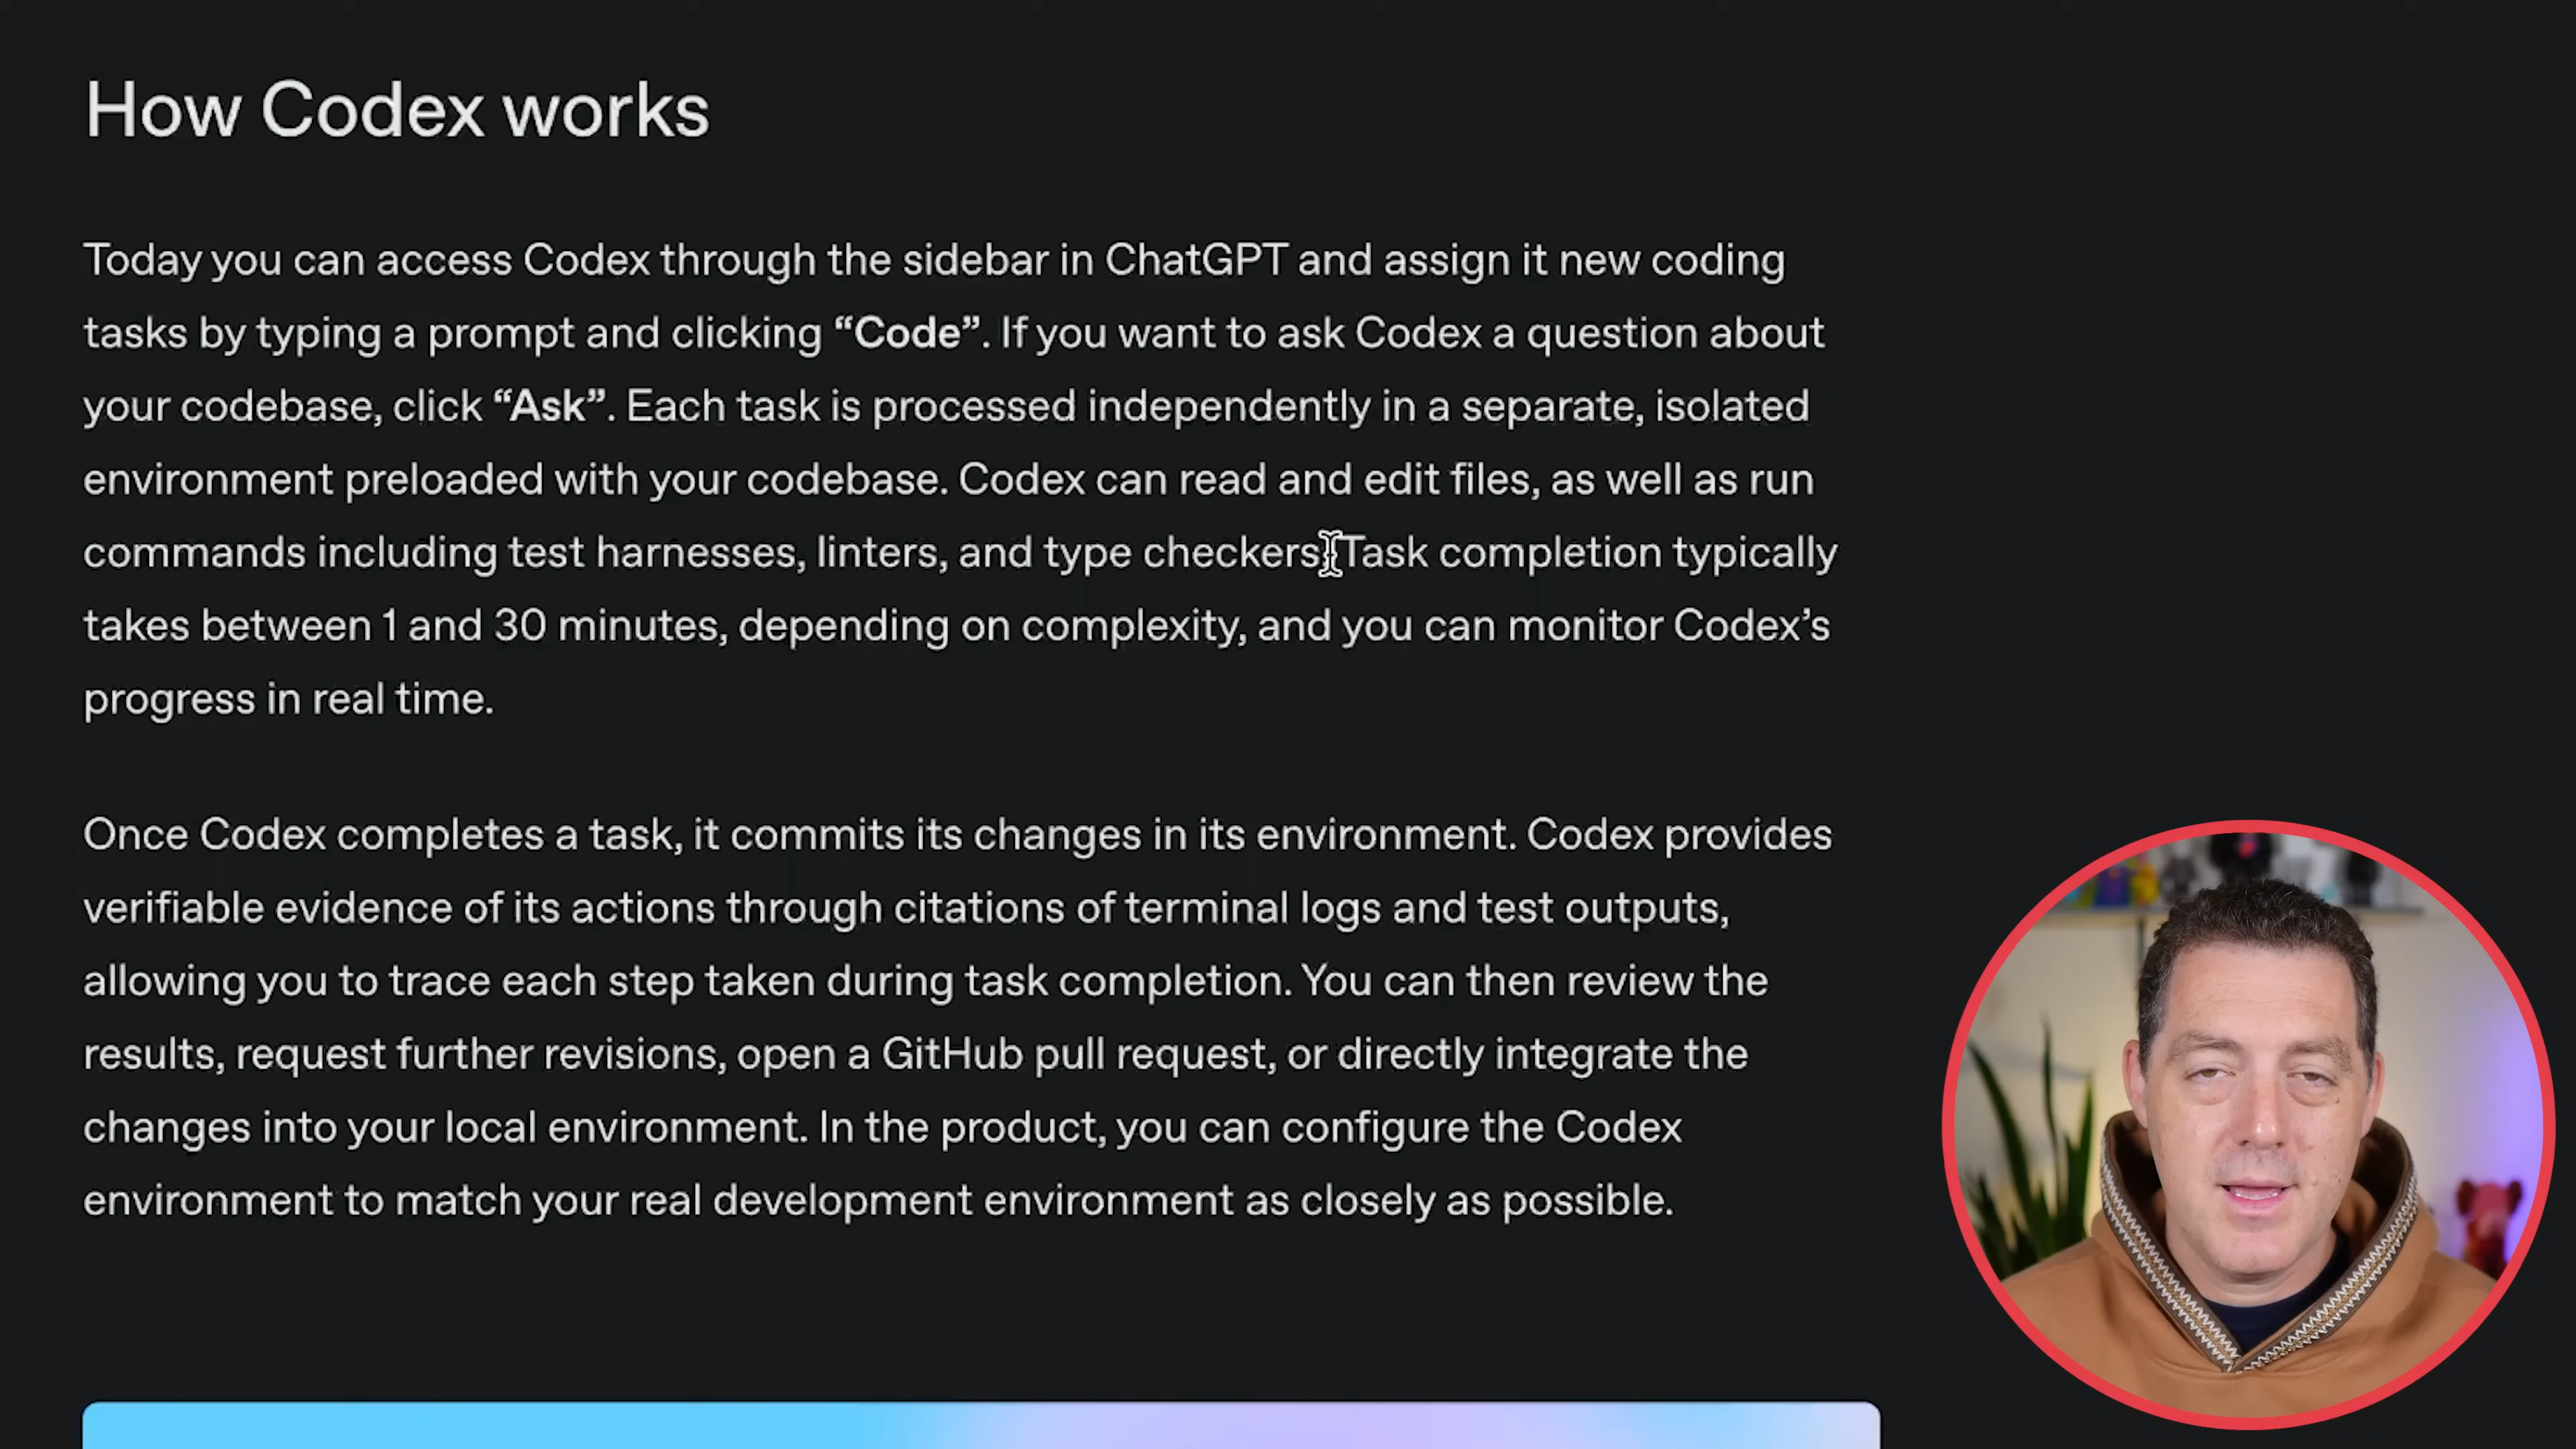 How Codex works
Today you can access Codex through the sidebar in ChatGPT and assign it new coding
tasks by typing a prompt and clicking “Code”. If you want to ask Codex a question about
your codebase, click “Ask”. Each task is processed independently in a separate, isolated
environment preloaded with your codebase. Codex can read and edit files, as well as run
commands including test harnesses, linters, and type checkers. Task completion typically
takes between 1 and 30 minutes, depending on complexity, and you can monitor Codex’s
progress in real time.
Once Codex completes a task, it commits its changes in its environment. Codex provides
verifiable evidence of its actions through citations of terminal logs and test outputs,
allowing you to trace each step taken during task completion. You can then review the
results, request further revisions, open a GitHub pull request, or directly integrate the
changes into your local environment. In the product, you can configure the Codex
environment to match your real development environment as closely as possible.